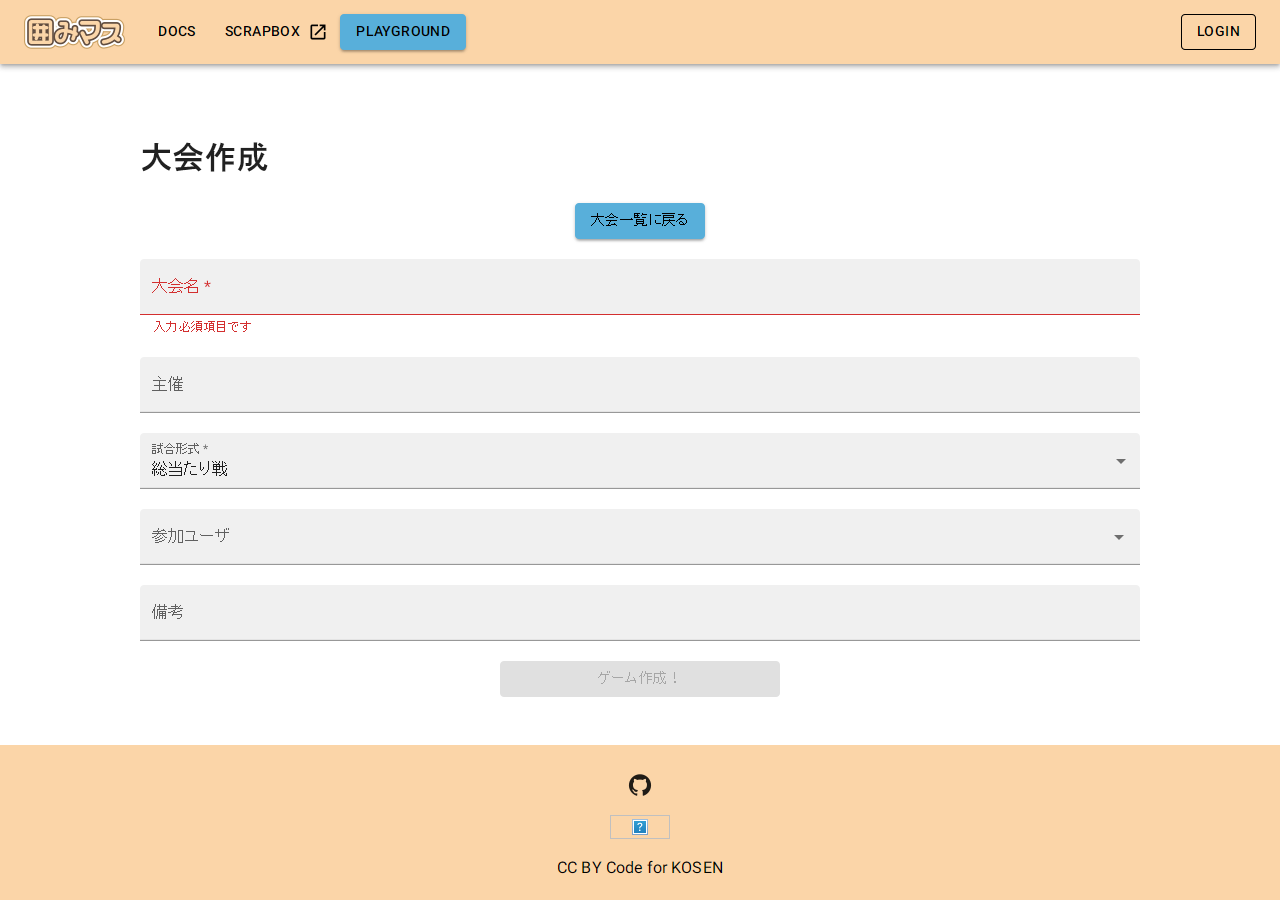 囲みマス
DOCS
SCRAPBOX
PLAYGROUND
LOGIN
大会作成
大会一覧に戻る
大会名 *
入力必須項目です
主催
試合形式 *
総当たり戦
参加ユーザ
備考
ゲーム作成！
?
CC BY Code for KOSEN